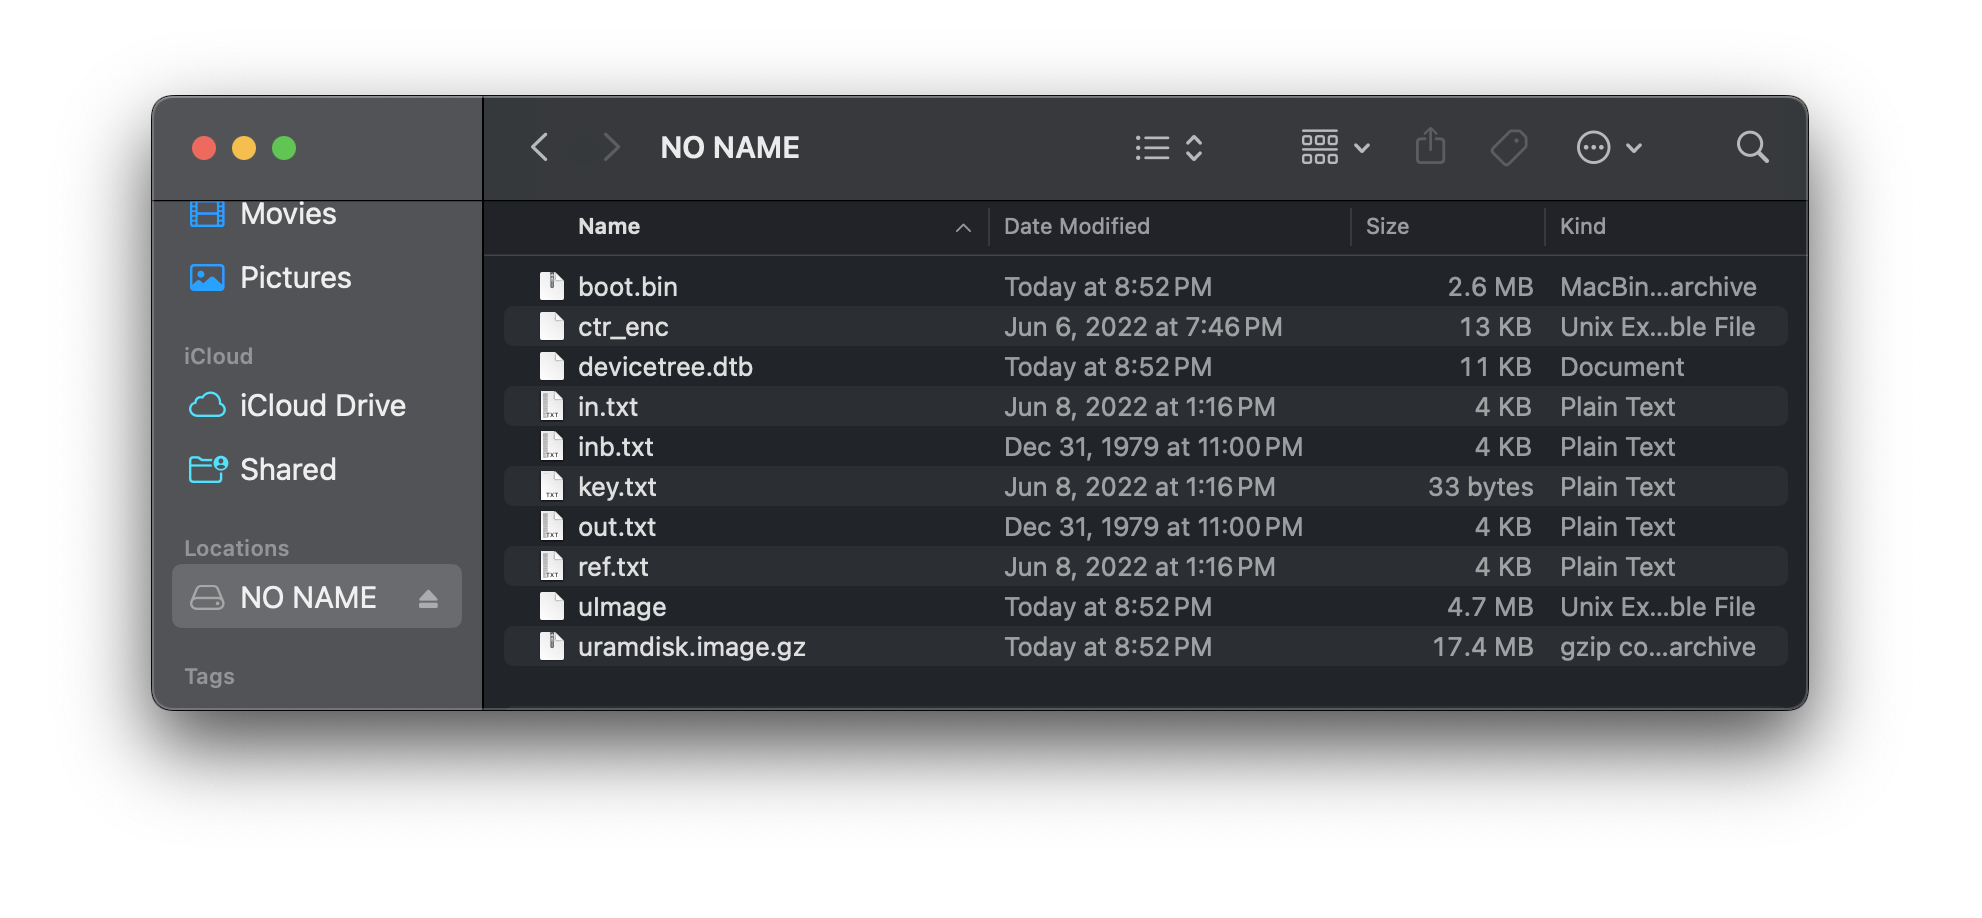 NO NAME
Movies
Pictures
iCloud
iCloud Drive
Shared
Locations
NO NAME
Tags
Name Date Modified Size Kind
boot.bin Today at 8:52 PM 2.6 MB MacBin...archive
ctr_enc Jun 6, 2022 at 7:46 PM 13 KB Unix Ex...ble File
devicetree.dtb Today at 8:52 PM 11 KB Document
in.txt Jun 8, 2022 at 1:16 PM 4 KB Plain Text
inb.txt Dec 31, 1979 at 11:00 PM 4 KB Plain Text
key.txt Jun 8, 2022 at 1:16 PM 33 bytes Plain Text
out.txt Dec 31, 1979 at 11:00 PM 4 KB Plain Text
ref.txt Jun 8, 2022 at 1:16 PM 4 KB Plain Text
uImage Today at 8:52 PM 4.7 MB Unix Ex...ble File
uramdisk.image.gz Today at 8:52 PM 17.4 MB gzip co...archive